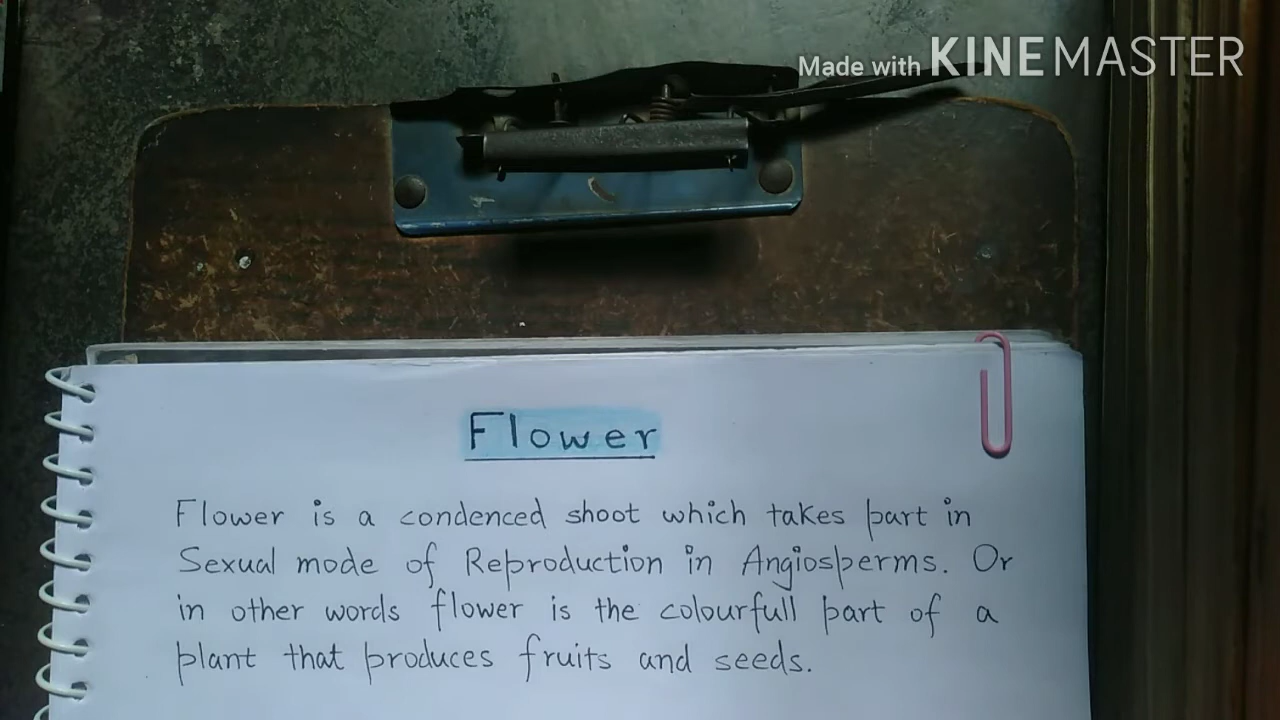 Made with KINEMASTER
Flower
Flower is a condenced shoot which takes part in
Sexual mode of Reproduction in Angiosperms. Or
in other words flower is the colourfull part of a
plant that produces fruits and seeds.